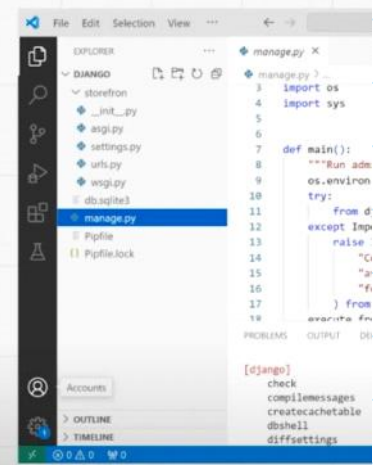 File Edit Selection View ...
EXPLORER ...
manage.py ×
DJANGO
manage.py > ...
storefron
__init__.py
asgi.py
settings.py
urls.py
wsgi.py
db.sqlite3
manage.py
Pipfile
Pipfile.lock
3 import os
4 import sys
5
6
7 def main():
8 """Run adm
9 os.environ
10 try:
11 from d
12 except Impo
13 raise
14 "Co
15 "a
16 "f
17 ) from
18 execute fr
PROBLEMS OUTPUT DE
[django]
check
compilemessages
createcachetable
dbshell
diffsettings
Accounts
OUTLINE
TIMELINE
0 0 0